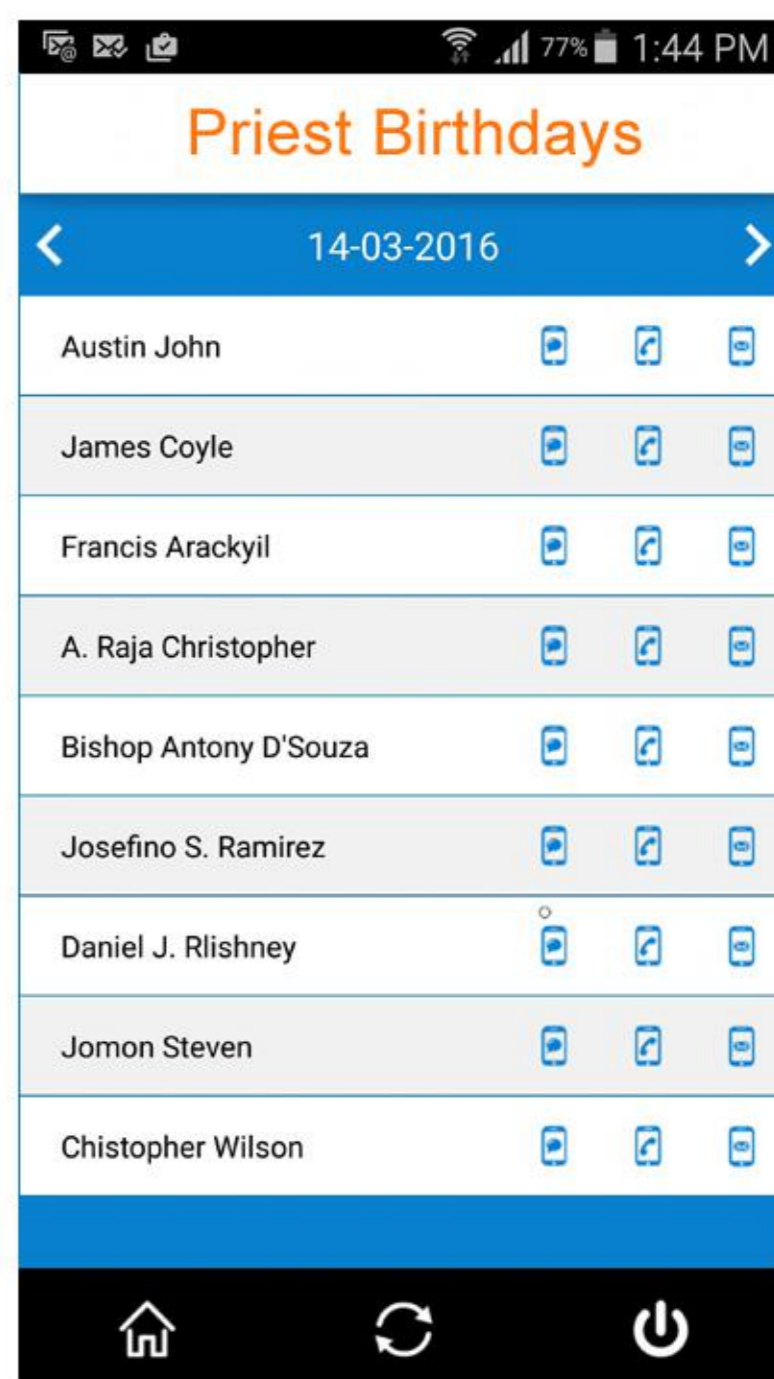 77% 1:44 PM
Priest Birthdays
14-03-2016
Austin John
James Coyle
Francis Arackyil
A. Raja Christopher
Bishop Antony D'Souza
Josefino S. Ramirez
Daniel J. Rlishney
Jomon Steven
Chistopher Wilson